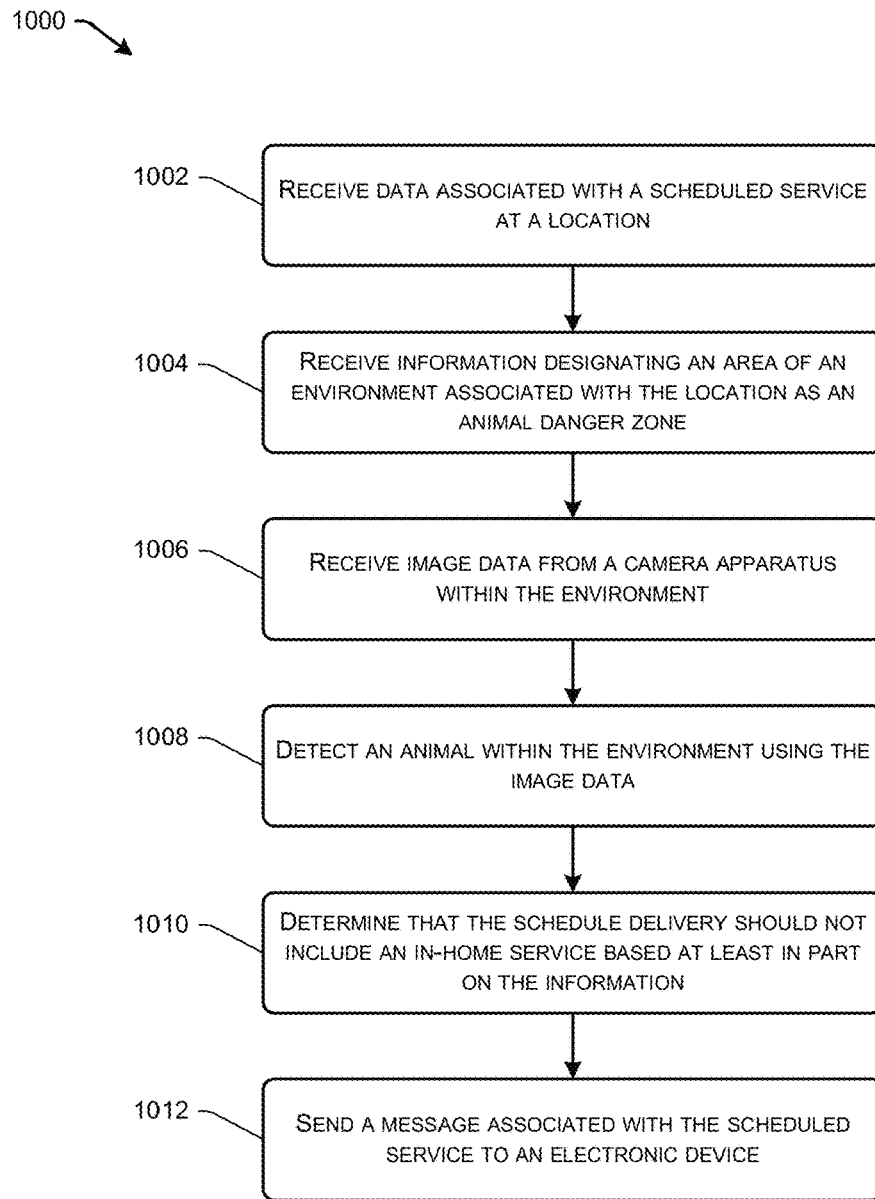 1000
1002
RECEIVE DATA ASSOCIATED WITH A SCHEDULED SERVICE
AT A LOCATION
1004
RECEIVE INFORMATION DESIGNATING AN AREA OF AN
ENVIRONMENT ASSOCIATED WITH THE LOCATION AS AN
ANIMAL DANGER ZONE
1006
RECEIVE IMAGE DATA FROM A CAMERA APPARATUS
WITHIN THE ENVIRONMENT
1008
DETECT AN ANIMAL WITHIN THE ENVIRONMENT USING THE
IMAGE DATA
1010
DETERMINE THAT THE SCHEDULE DELIVERY SHOULD NOT
INCLUDE AN IN-HOME SERVICE BASED AT LEAST IN PART
ON THE INFORMATION
1012
SEND A MESSAGE ASSOCIATED WITH THE SCHEDULED
SERVICE TO AN ELECTRONIC DEVICE